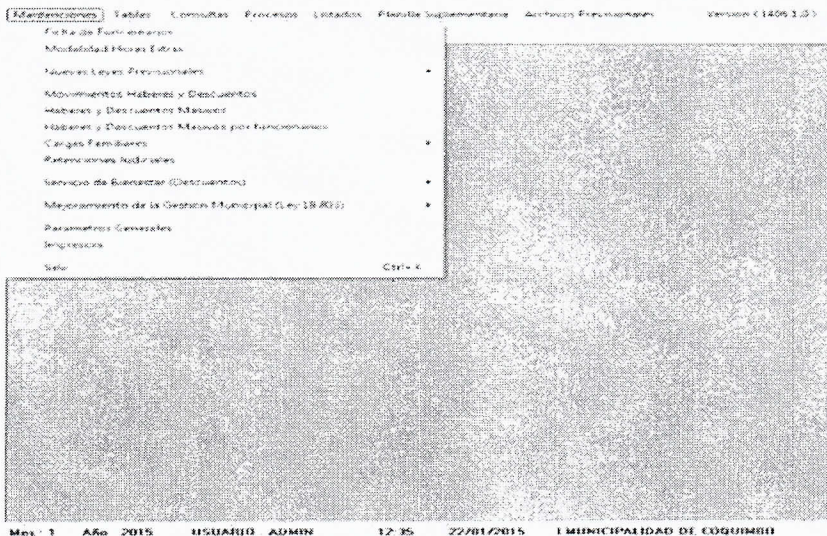 Mantenciones Tablas Consultas Procesos Listados Planilla Suplementaria Archivos Previsionales Version (1406 1.0)
Ficha de Funcionarios
Modalidad Horas Extras
Nuevas Leyes Previsionales
Movimientos Haberes y Descuentos
Haberes y Descuentos Masivos
Haberes y Descuentos Masivos por Funcionarios
Cargas Familiares
Retenciones Judiciales
Servicio de Bienestar (Descuentos)
Mejoramiento de la Gestion Municipal (Ley 19.803)
Parametros Generales
Impresora
Salir Ctrl+X
Mes: 1 Año 2015 USUARIO ADMIN 12:35 22/01/2015 I MUNICIPALIDAD DE COQUIMBO